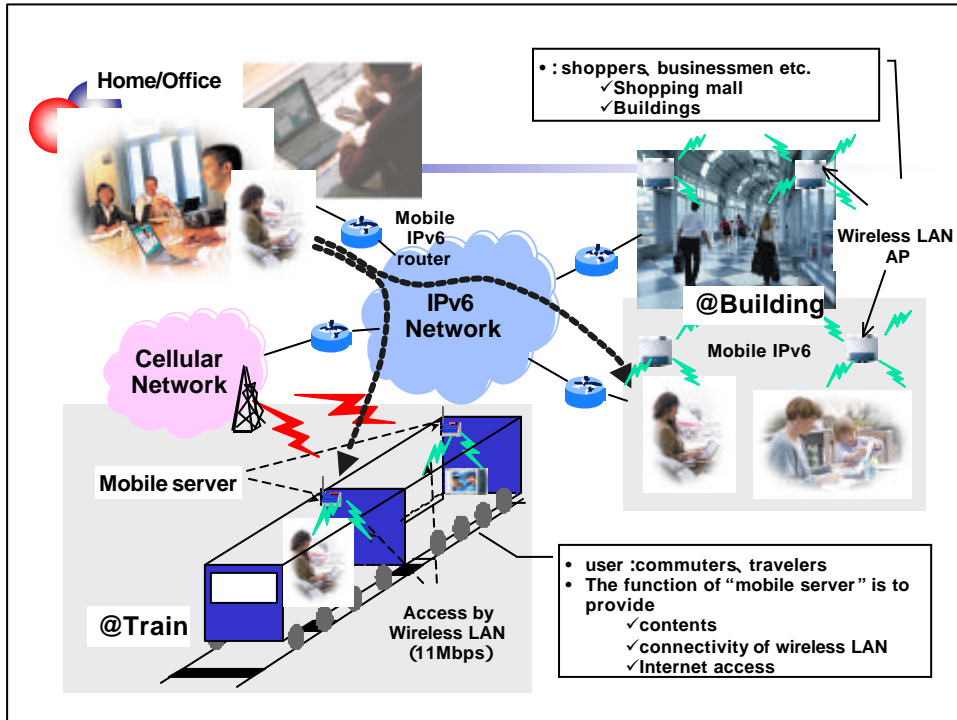 Home/Office
• : shoppers、businessmen etc.
✓Shopping mall
✓Buildings
Mobile
IPv6
router
Wireless LAN
AP
IPv6
Network
@Building
Mobile IPv6
Cellular
Network
Mobile server
@Train
Access by
Wireless LAN
(11Mbps)
• user :commuters、travelers
• The function of “mobile server” is to
provide
✓contents
✓connectivity of wireless LAN
✓Internet access